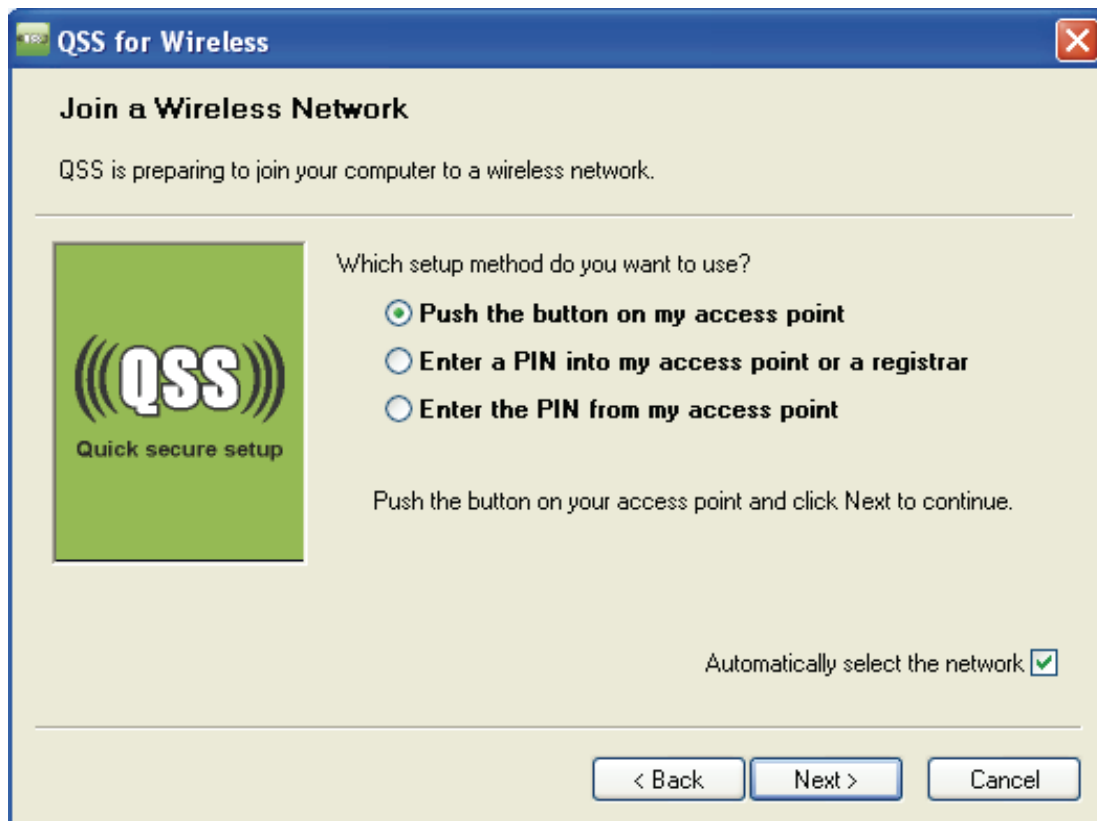 QSS for Wireless
Join a Wireless Network
QSS is preparing to join your computer to a wireless network.
Which setup method do you want to use?
Push the button on my access point
Enter a PIN into my access point or a registrar
Enter the PIN from my access point
(((QSS)))
Quick secure setup
Push the button on your access point and click Next to continue.
Automatically select the network
< Back
Next >
Cancel